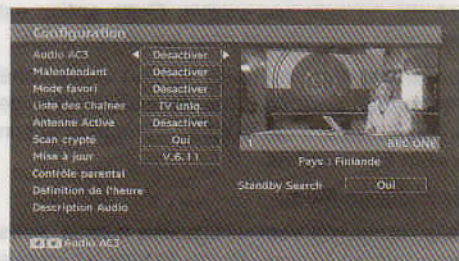 Configuration
Audio AC3 Désactiver
Malentendant Désactiver
Mode favori Désactiver
Liste des Chaînes TV uniq.
Antenne Active Désactiver
Scan crypté Oui
Mise à jour V.6.11
Contrôle parental
Définition de l'heure
Description Audio
1 BBC ONE
Pays : Finlande
Standby Search Oui
Audio AC3